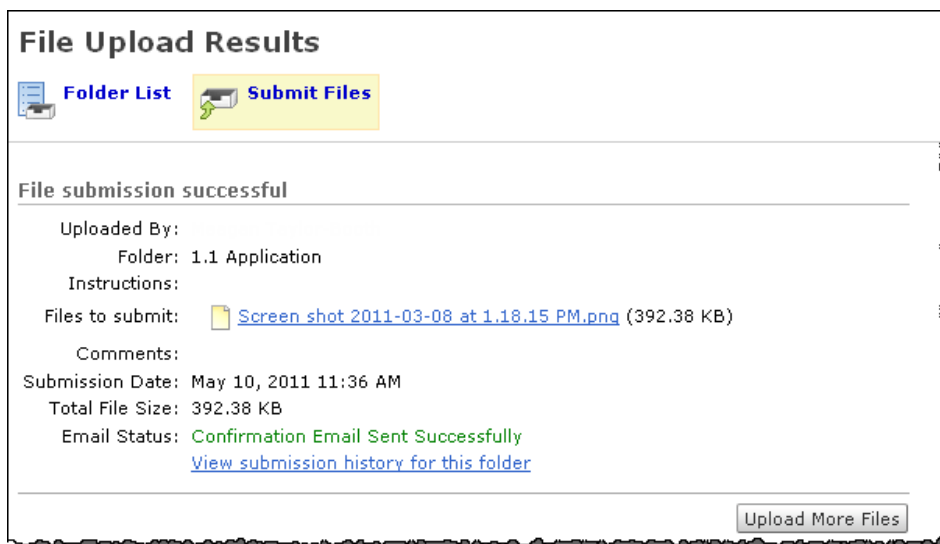 File Upload Results
Folder List Submit Files
File submission successful
Uploaded By:
Folder: 1.1 Application
Instructions:
Files to submit: Screen shot 2011-03-08 at 1.18.15 PM.png (392.38 KB)
Comments:
Submission Date: May 10, 2011 11:36 AM
Total File Size: 392.38 KB
Email Status: Confirmation Email Sent Successfully
View submission history for this folder
Upload More Files